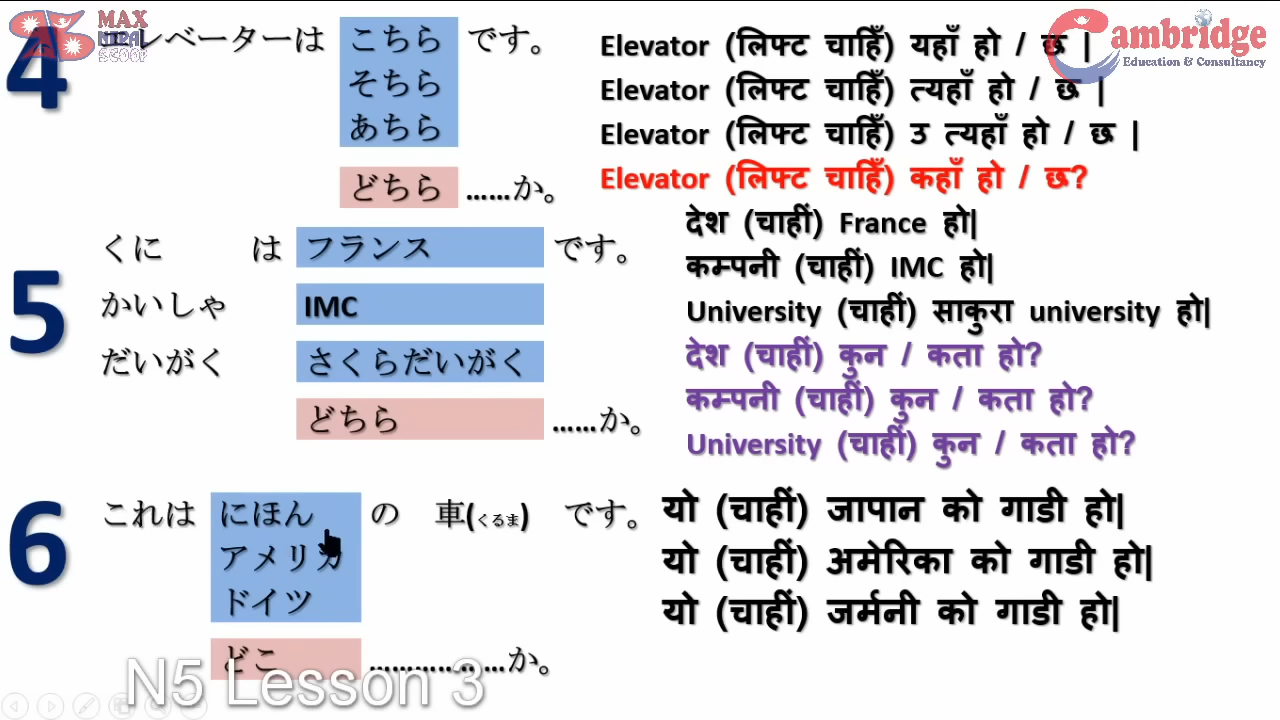 4
MAX
NEPAL
SCOOP
エレベーターは こちら です。
そちら
あちら
どちら ……か。
Elevator (लिफ्ट चाहिँ) यहाँ हो / छ |
Elevator (लिफ्ट चाहिँ) त्यहाँ हो / छ |
Elevator (लिफ्ट चाहिँ) उ त्यहाँ हो / छ |
Elevator (लिफ्ट चाहिँ) कहाँ हो / छ?
Cambridge
Education & Consultancy
5
くに は フランス です。
かいしゃ IMC
だいがく さくらだいがく
どちら ……か。
देश (चाहीं) France हो|
कम्पनी (चाहीं) IMC हो|
University (चाहीं) साकुरा university हो|
देश (चाहीं) कुन / कता हो?
कम्पनी (चाहीं) कुन / कता हो?
University (चाहीं) कुन / कता हो?
6
これは にほん の 車(くるま) です。
アメリカ
ドイツ
どこ ………………か。
यो (चाहीं) जापान को गाडी हो|
यो (चाहीं) अमेरिका को गाडी हो|
यो (चाहीं) जर्मनी को गाडी हो|
N5 Lesson 3